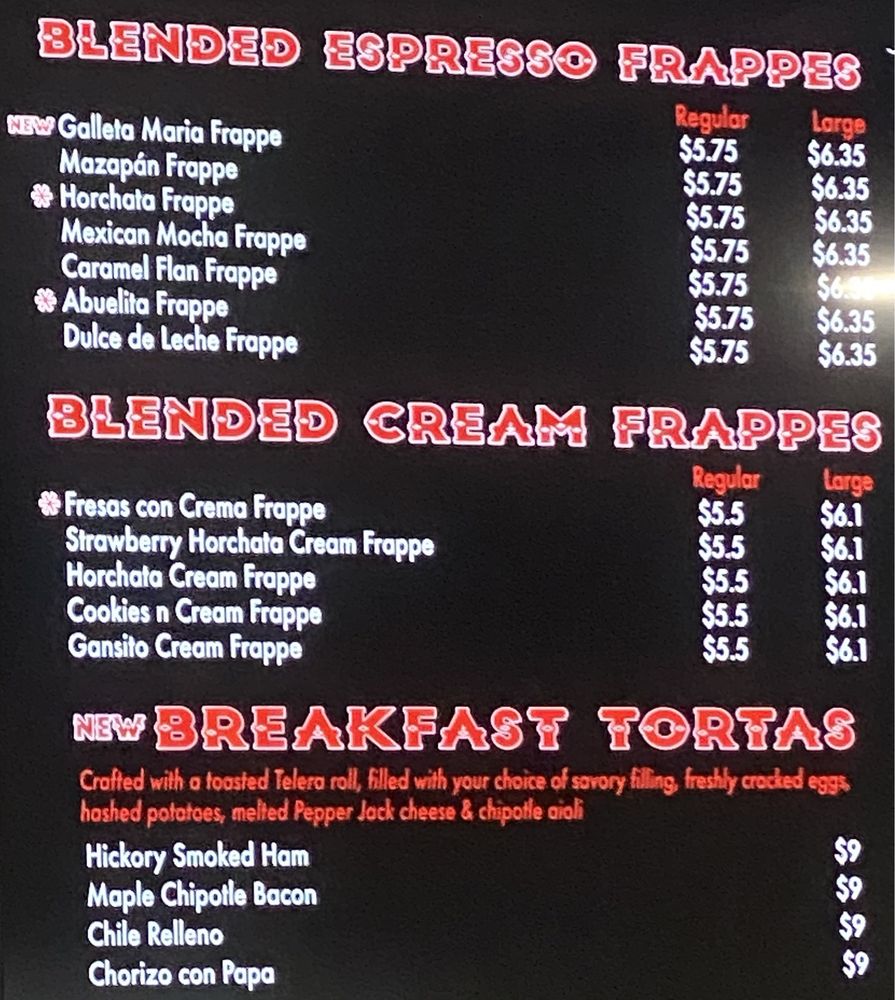 BLENDED ESPRESSO FRAPPES
Regular Large
NEW Galleta Maria Frappe $5.75 $6.35
Mazapán Frappe $5.75 $6.35
Horchata Frappe $5.75 $6.35
Mexican Mocha Frappe $5.75 $6.35
Caramel Flan Frappe $5.75
Abuelita Frappe $5.75 $6.35
Dulce de Leche Frappe $5.75 $6.35
BLENDED CREAM FRAPPES
Regular Large
Fresas con Crema Frappe $5.5 $6.1
Strawberry Horchata Cream Frappe $5.5 $6.1
Horchata Cream Frappe $5.5 $6.1
Cookies n Cream Frappe $5.5 $6.1
Gansito Cream Frappe $5.5 $6.1
NEW BREAKFAST TORTAS
Crafted with a toasted Telera roll, filled with your choice of savory filling, freshly cracked eggs,
hashed potatoes, melted Pepper Jack cheese & chipotle aioli
Hickory Smoked Ham $9
Maple Chipotle Bacon $9
Chile Relleno $9
Chorizo con Papa $9